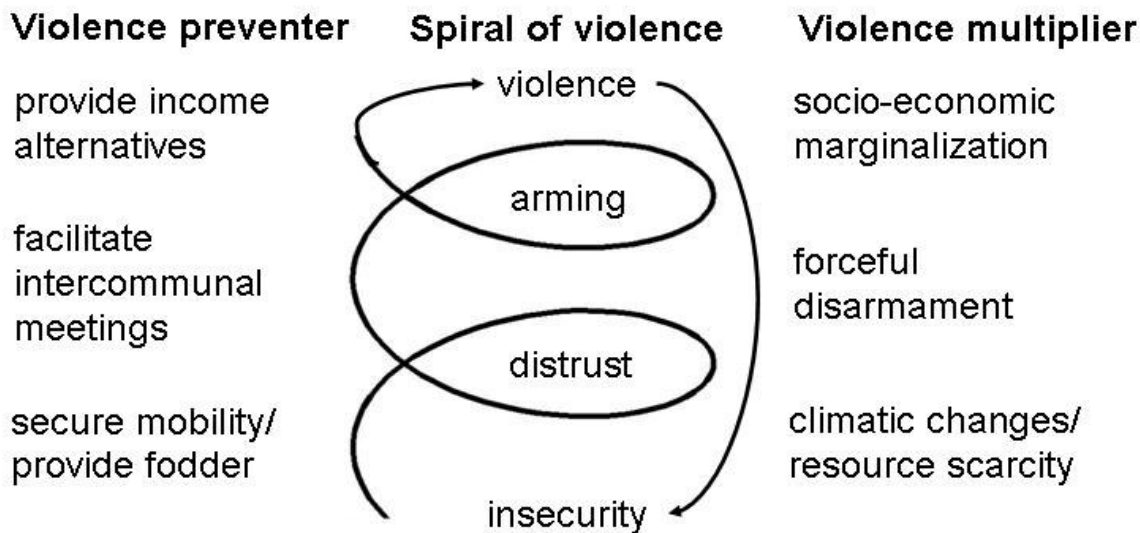 Violence preventer
provide income
alternatives
facilitate
intercommunal
meetings
secure mobility/
provide fodder
Spiral of violence
violence
arming
distrust
insecurity
Violence multiplier
socio-economic
marginalization
forceful
disarmament
climatic changes/
resource scarcity